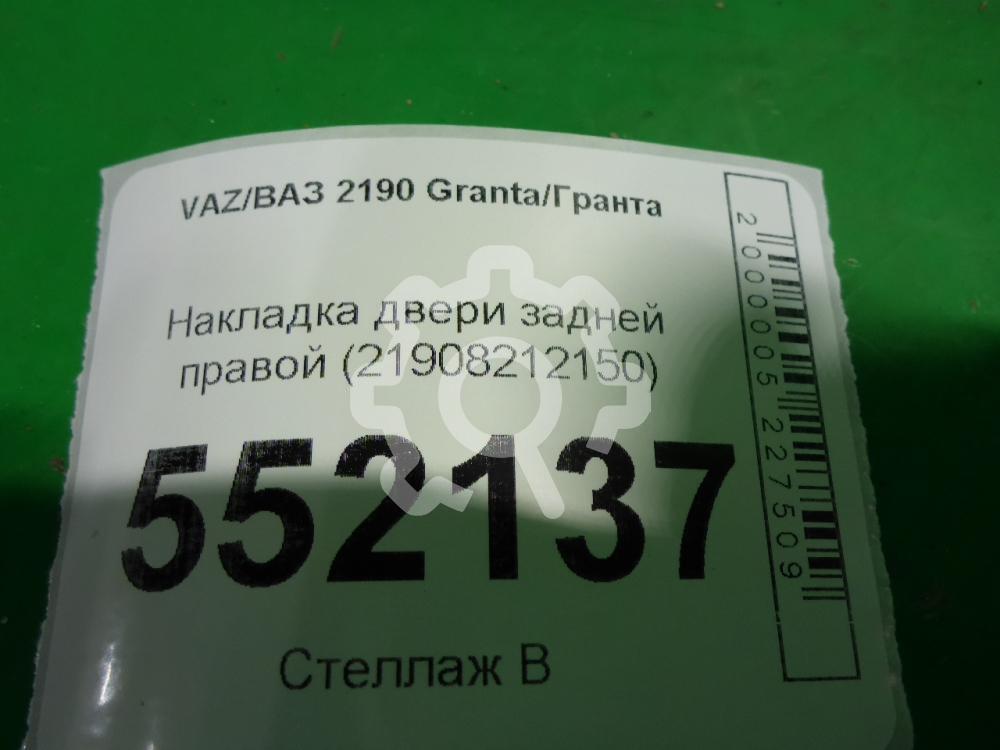 VAZ/ВАЗ 2190 Granta/Гранта
Накладка двери задней
правой (21908212150)
552137
Стеллаж B
2000005227509